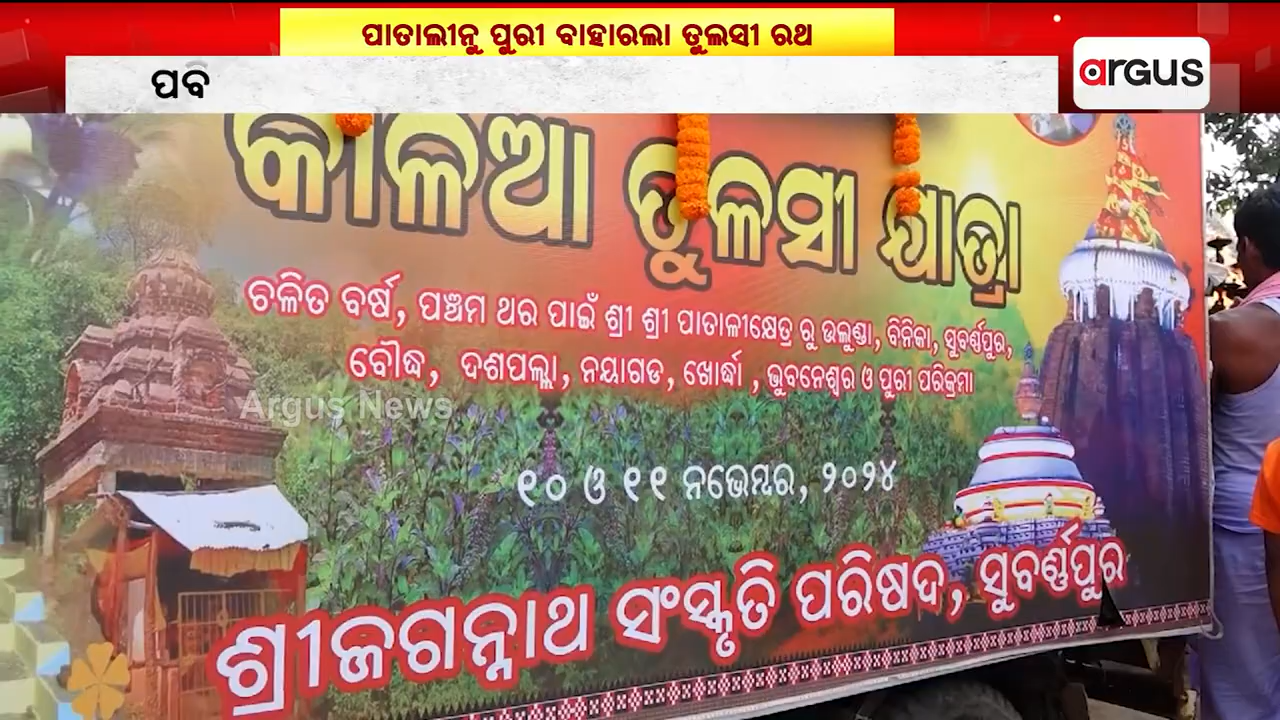 ପାତାଲୀନୁ ପୁରୀ ବାହାରଲା ତୁଲସୀ ରଥ
argus
ପବି
କାଳିଆ ତୁଳସୀ ଯାତ୍ରା
ଚଳିତ ବର୍ଷ, ପଞ୍ଚମ ଥର ପାଇଁ ଶ୍ରୀ ଶ୍ରୀ ପାତାଳୀକ୍ଷେତ୍ର ରୁ ଉଲୁଣ୍ଡା, ବିନିକା, ସୁବର୍ଣ୍ଣପୁର,
ବୌଦ୍ଧ, ଦଶପଲ୍ଲା, ନୟାଗଡ, ଖୋର୍ଦ୍ଧା , ଭୁବନେଶ୍ୱର ଓ ପୁରୀ ପରିକ୍ରମା
Argus News
୧୦ ଓ ୧୧ ନଭେମ୍ବର, ୨୦୨୪
ଶ୍ରୀଜଗନ୍ନାଥ ସଂସ୍କୃତି ପରିଷଦ, ସୁବର୍ଣ୍ଣପୁର